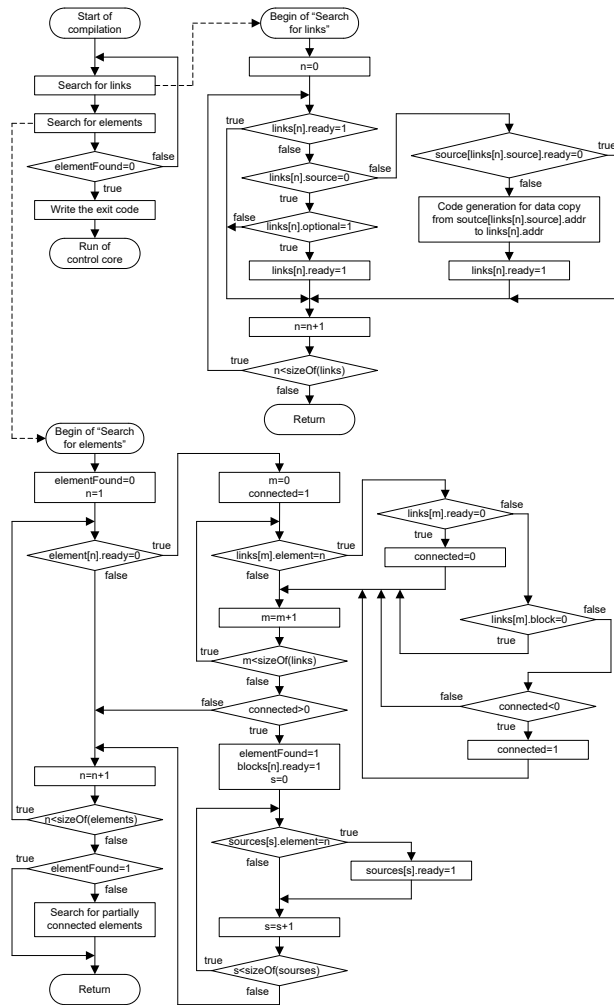 Start of
compilation
Search for links
Search for elements
elementFound=0
false
true
Write the exit code
Run of
control core
Begin of “Search
for links”
n=0
true
links[n].ready=1
false
links[n].source=0
false
true
false
links[n].optional=1
true
links[n].ready=1
source[links[n].source].ready=0
true
false
Code generation for data copy
from soutce[links[n].source].addr
to links[n].addr
links[n].ready=1
n=n+1
true
n<sizeOf(links)
false
Return
Begin of “Search
for elements”
elementFound=0
n=1
element[n].ready=0
true
false
m=0
connected=1
links[m].element=n
true
false
true
m=m+1
m<sizeOf(links)
false
false
connected>0
true
links[m].ready=0
false
true
connected=0
links[m].block=0
false
true
false
connected<0
true
connected=1
elementFound=1
blocks[n].ready=1
s=0
n=n+1
true
n<sizeOf(elements)
false
true
elementFound=1
false
Search for partially
connected elements
Return
sources[s].element=n
true
false
sources[s].ready=1
s=s+1
true
s<sizeOf(sourses)
false